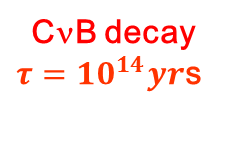 CνB decay
τ = 10¹⁴ yrs